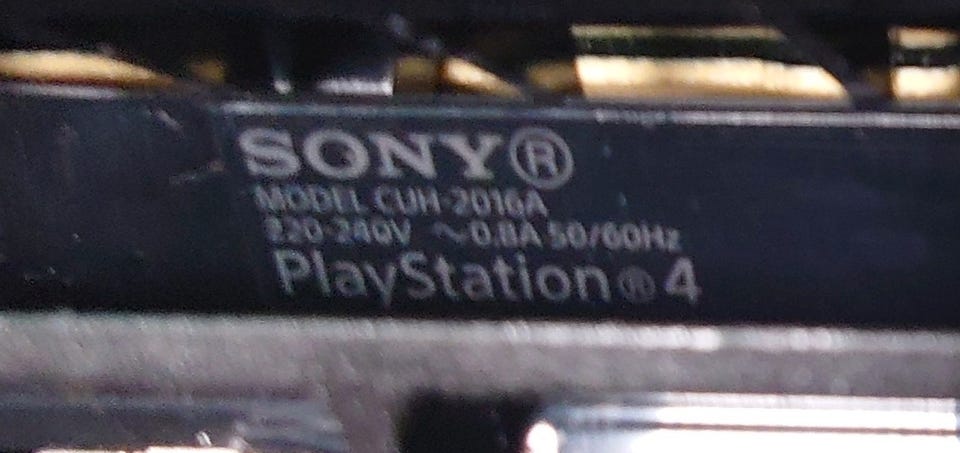 SONY®
MODEL CUH-2016A
220-240V ~0.8A 50/60Hz
PlayStation®4